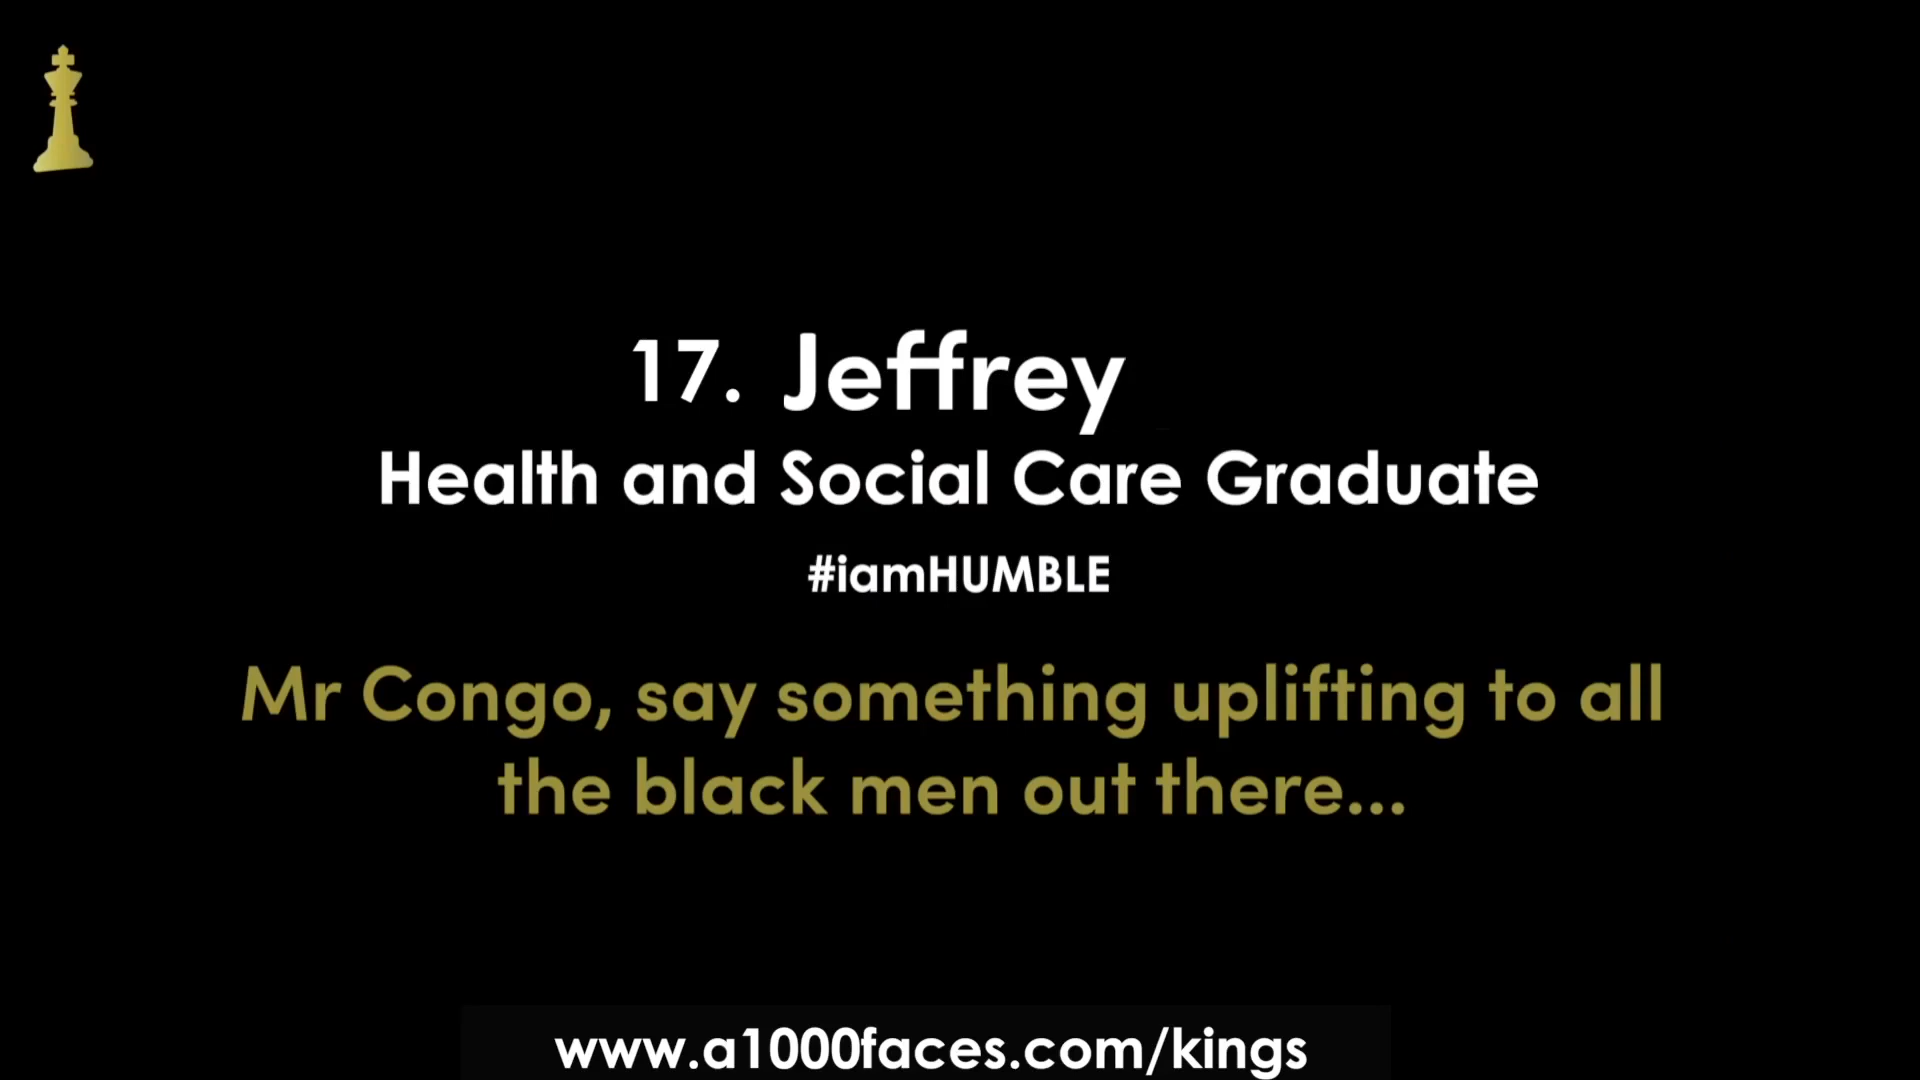 17. Jeffrey
Health and Social Care Graduate
#iamHUMBLE
Mr Congo, say something uplifting to all
the black men out there...
www.a1000faces.com/kings